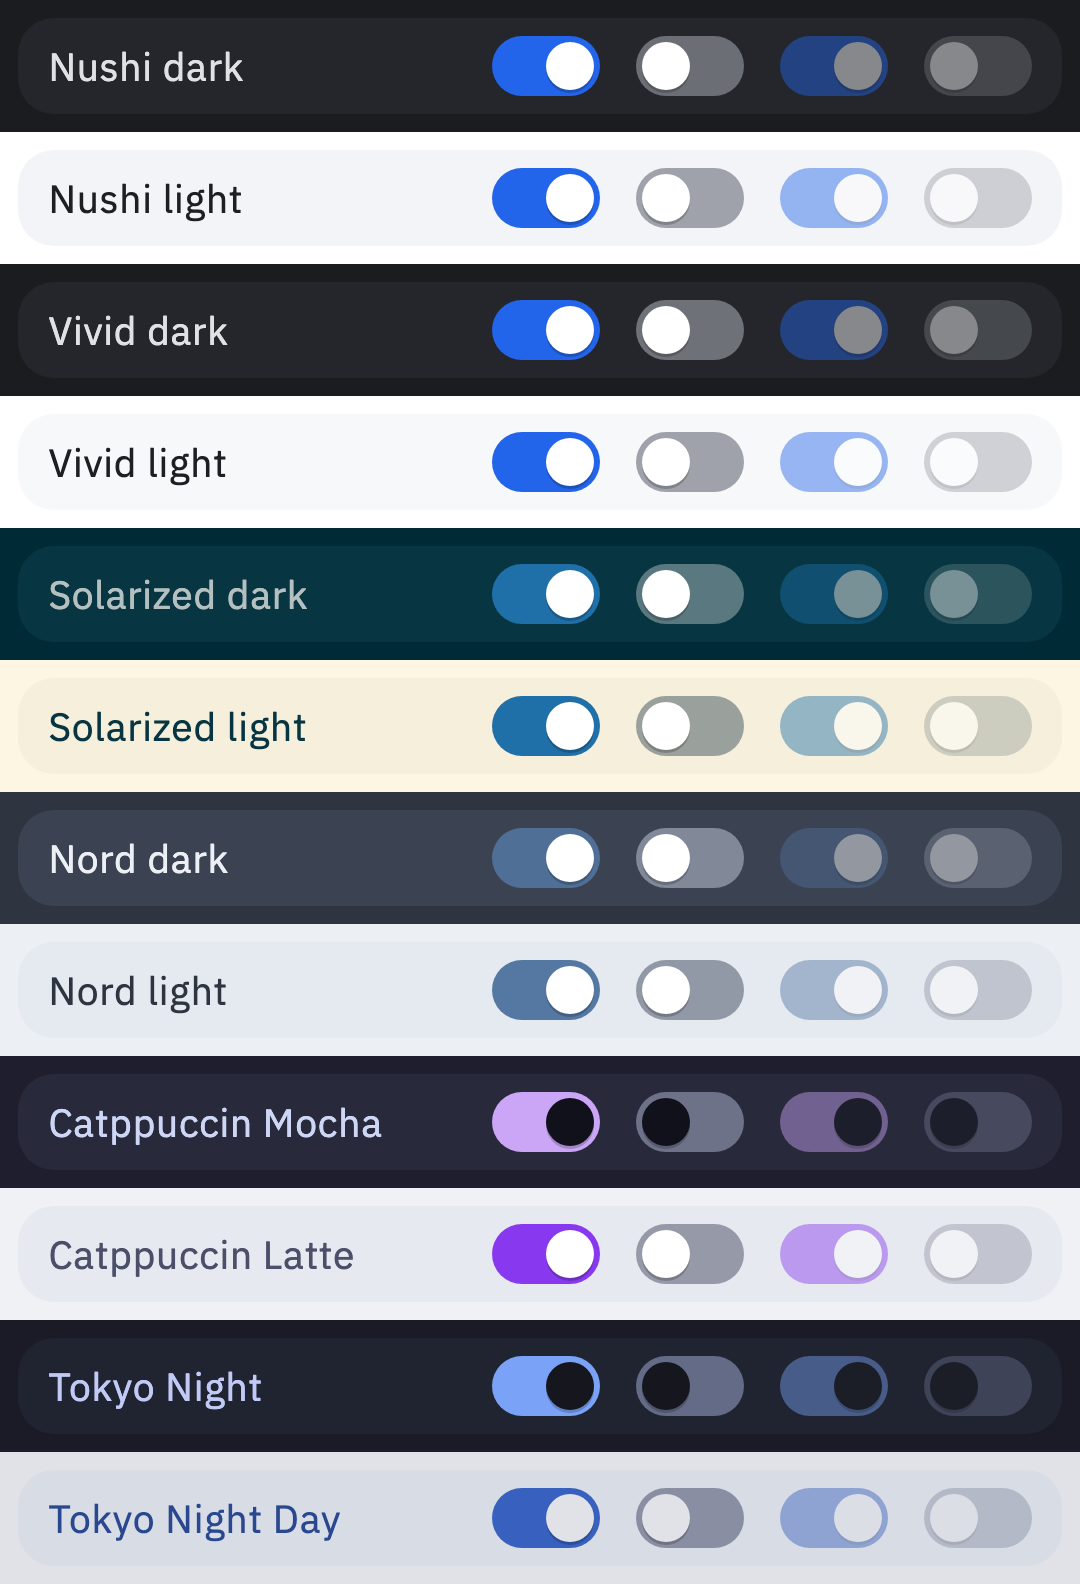 Nushi dark
Nushi light
Vivid dark
Vivid light
Solarized dark
Solarized light
Nord dark
Nord light
Catppuccin Mocha
Catppuccin Latte
Tokyo Night
Tokyo Night Day